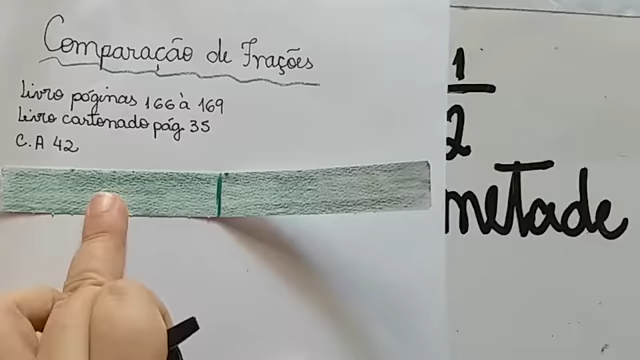 Comparação de Frações
Livro páginas 166 à 169
Livro cartonado pág 35
C.A 42
1
2
metade